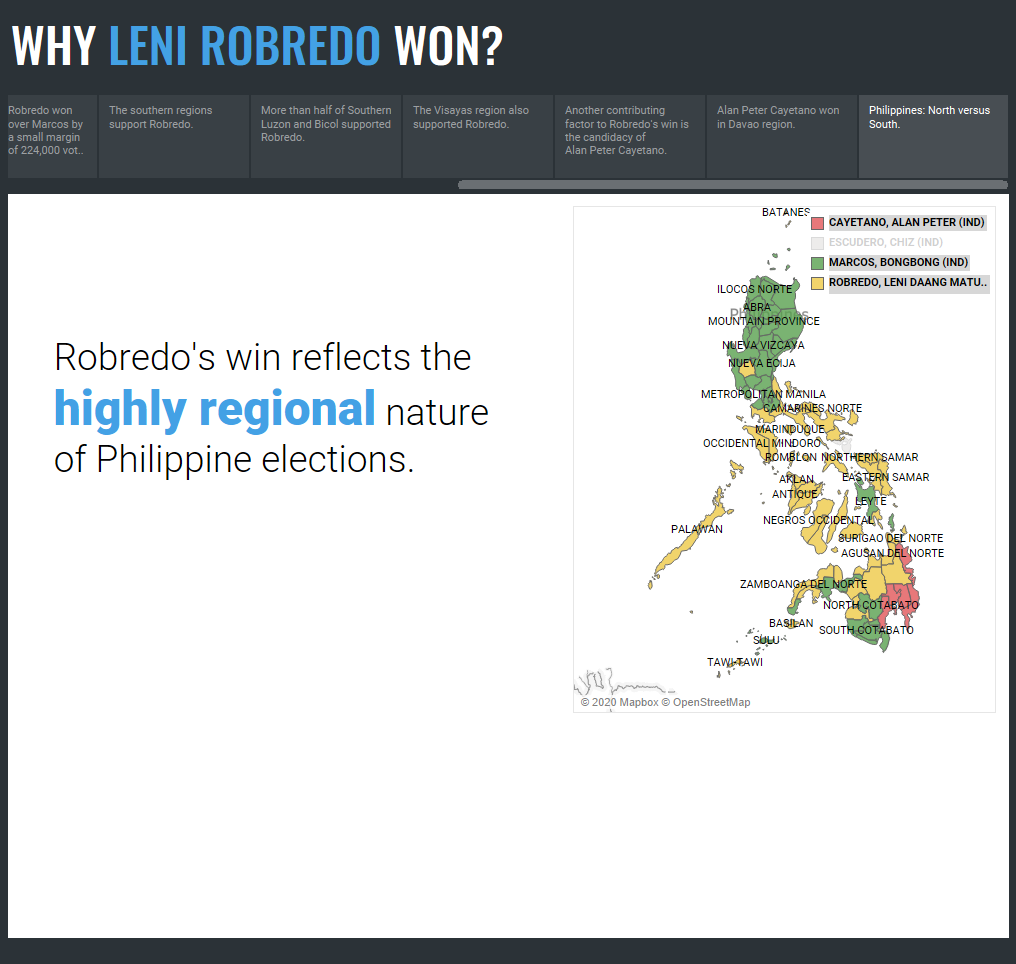 WHY LENI ROBREDO WON?
Robredo won
over Marcos by
a small margin
of 224,000 vot..
The southern regions
support Robredo.
More than half of Southern
Luzon and Bicol supported
Robredo.
The Visayas region also
supported Robredo.
Another contributing
factor to Robredo's win is
the candidacy of
Alan Peter Cayetano.
Alan Peter Cayetano won
in Davao region.
Philippines: North versus
South.
Robredo's win reflects the
highly regional nature
of Philippine elections.
CAYETANO, ALAN PETER (IND)
ESCUDERO, CHIZ (IND)
MARCOS, BONGBONG (IND)
ROBREDO, LENI DAANG MATU..
BATANES
ILOCOS NORTE
ABRA
Philippines
MOUNTAIN PROVINCE
NUEVA VIZCAYA
NUEVA ECIJA
METROPOLITAN MANILA
CAMARINES NORTE
MARINDUQUE
OCCIDENTAL MINDORO
ROMBLON
NORTHERN SAMAR
AKLAN
EASTERN SAMAR
ANTIQUE
LEYTE
NEGROS OCCIDENTAL
PALAWAN
SURIGAO DEL NORTE
AGUSAN DEL NORTE
ZAMBOANGA DEL NORTE
NORTH COTABATO
BASILAN
SOUTH COTABATO
SULU
TAWI-TAWI
© 2020 Mapbox © OpenStreetMap